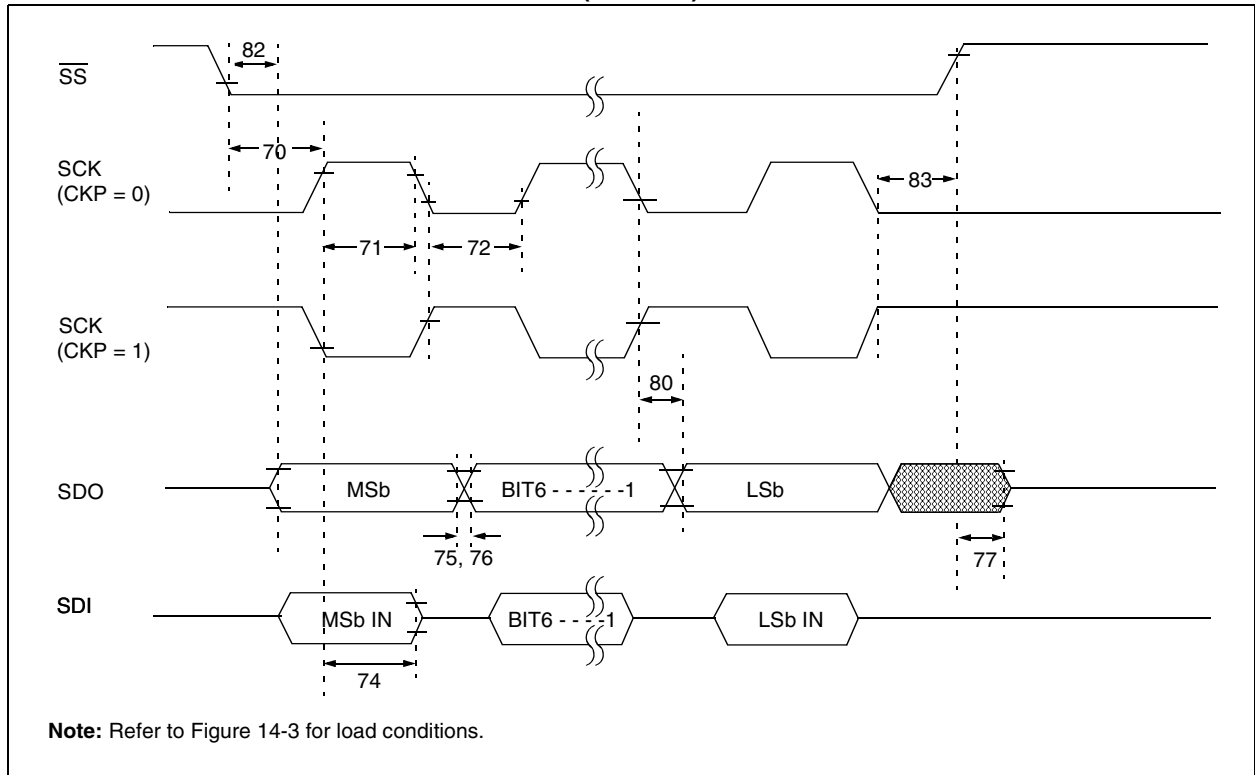 82
SS
70
SCK
(CKP = 0)
83
71
72
SCK
(CKP = 1)
80
SDO
MSb
BIT6 - - - - - -1
LSb
75, 76
77
SDI
MSb IN
BIT6 - - - -1
LSb IN
74
Note: Refer to Figure 14-3 for load conditions.